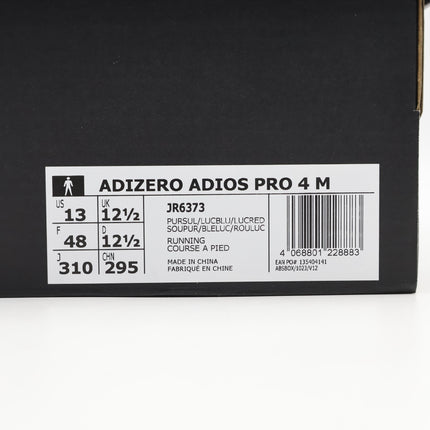 ADIZERO ADIOS PRO 4 M
US 13 UK 12½
F 48 D 12½
J 310 CHN 295
JR6373
PURSUL/LUCBLU/LUCRED
SOUPUR/BLELUC/ROULUC
RUNNING
COURSE A PIED
MADE IN CHINA
FABRIQUÉ EN CHINE
4 068801 228883
EAN PO# 135404141
ABSBOX/1023/V12